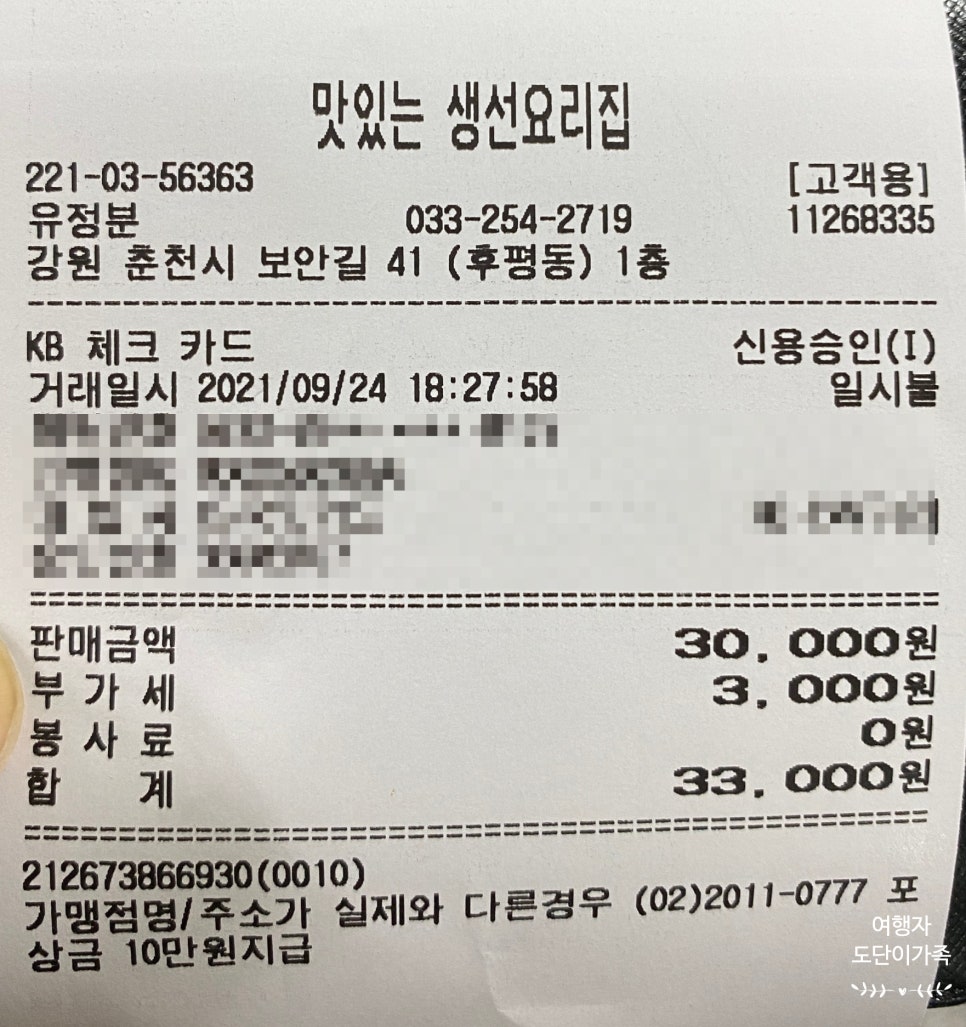 맛있는 생선요리집
221-03-56363 [고객용]
유정분 033-254-2719 11268335
강원 춘천시 보안길 41 (후평동) 1층
KB 체크 카드 신용승인(I)
거래일시 2021/09/24 18:27:58 일시불
판매금액 30,000원
부 가 세 3,000원
봉 사 료 0원
합 계 33,000원
212673866930(0010)
가맹점명/주소가 실제와 다른경우 (02)2011-0777 포
상금 10만원지급
여행자
도단이가족